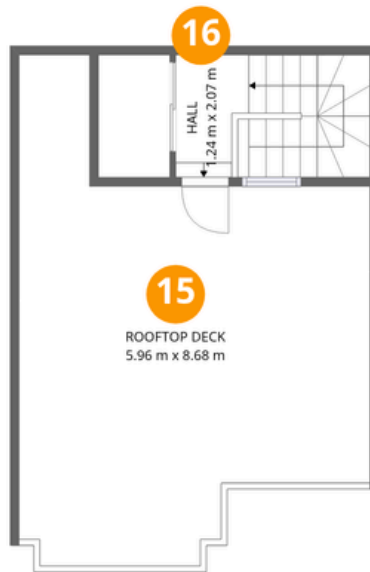 16
HALL
1.24 m x 2.07 m
15
ROOFTOP DECK
5.96 m x 8.68 m